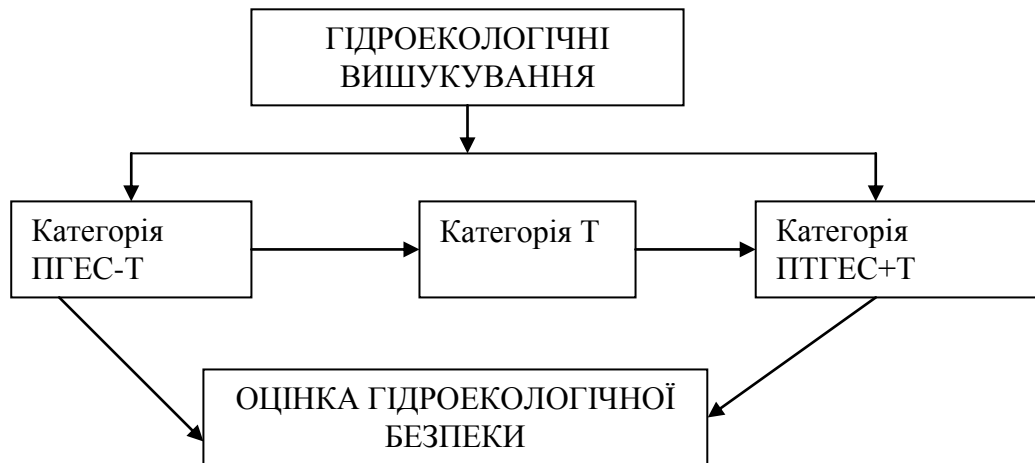 ГІДРОЕКОЛОГІЧНІ
ВИШУКУВАННЯ
Категорія
ПГЕС-Т
Категорія Т
Категорія
ПТГЕС+Т
ОЦІНКА ГІДРОЕКОЛОГІЧНОЇ
БЕЗПЕКИ